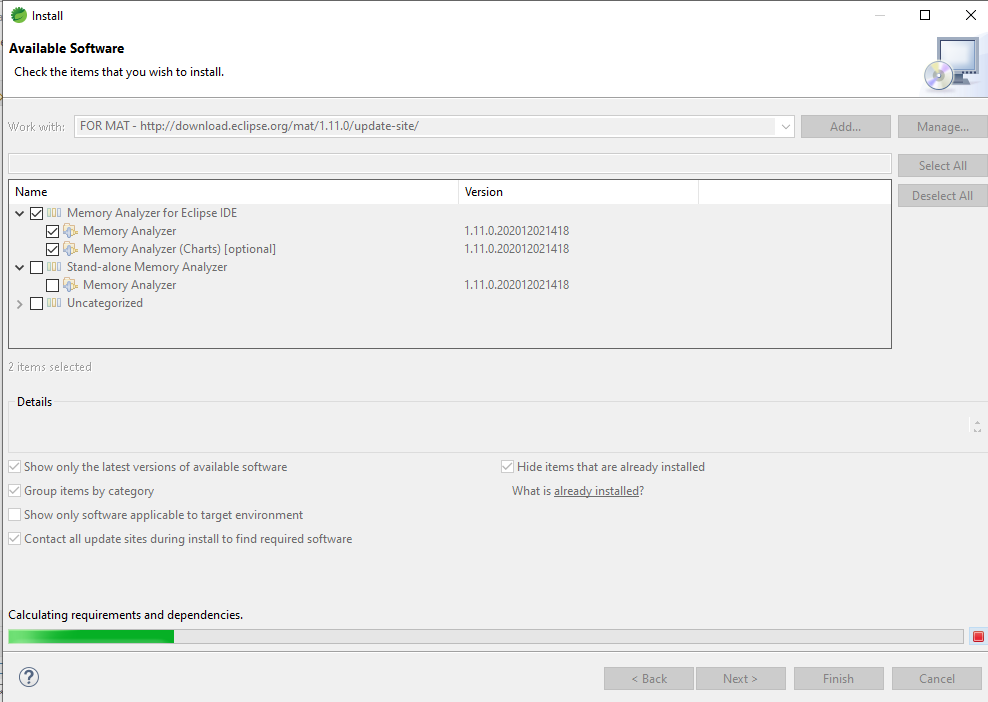 Install
Available Software
Check the items that you wish to install.
Work with: FOR MAT - http://download.eclipse.org/mat/1.11.0/update-site/ Add... Manage...
Select All
Name Version
Deselect All
Memory Analyzer for Eclipse IDE
Memory Analyzer 1.11.0.202012021418
Memory Analyzer (Charts) [optional] 1.11.0.202012021418
Stand-alone Memory Analyzer
Memory Analyzer 1.11.0.202012021418
Uncategorized
2 items selected
Details
Show only the latest versions of available software Hide items that are already installed
Group items by category What is already installed?
Show only software applicable to target environment
Contact all update sites during install to find required software
Calculating requirements and dependencies.
? < Back Next > Finish Cancel